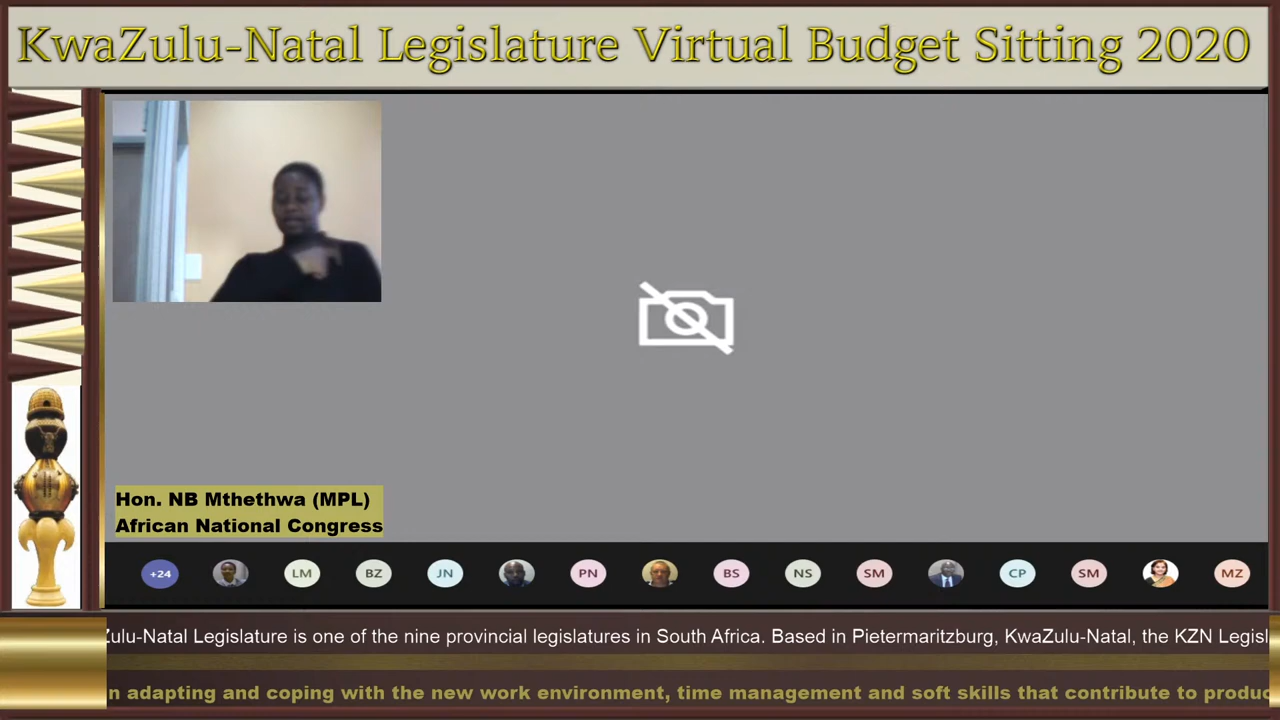 KwaZulu-Natal Legislature Virtual Budget Sitting 2020
Hon. NB Mthethwa (MPL)
African National Congress
+24 LM BZ JN PN BS NS SM CP SM MZ
Zulu-Natal Legislature is one of the nine provincial legislatures in South Africa. Based in Pietermaritzburg, KwaZulu-Natal, the KZN Legisl
n adapting and coping with the new work environment, time management and soft skills that contribute to produc